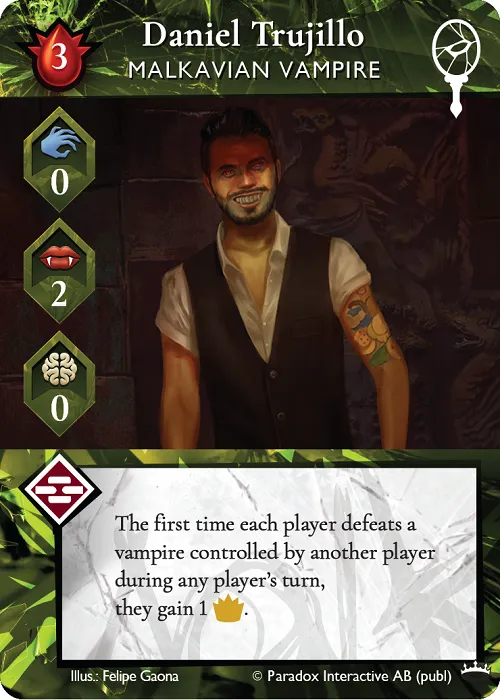 3
Daniel Trujillo
MALKAVIAN VAMPIRE
0
2
0
The first time each player defeats a
vampire controlled by another player
during any player's turn,
they gain 1 .
Illus.: Felipe Gaona
© Paradox Interactive AB (publ)